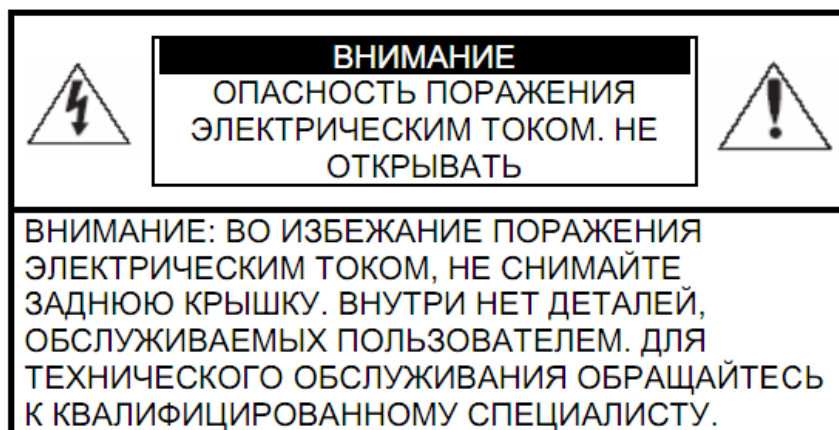 ВНИМАНИЕ
ОПАСНОСТЬ ПОРАЖЕНИЯ
ЭЛЕКТРИЧЕСКИМ ТОКОМ. НЕ
ОТКРЫВАТЬ
ВНИМАНИЕ: ВО ИЗБЕЖАНИЕ ПОРАЖЕНИЯ
ЭЛЕКТРИЧЕСКИМ ТОКОМ, НЕ СНИМАЙТЕ
ЗАДНЮЮ КРЫШКУ. ВНУТРИ НЕТ ДЕТАЛЕЙ,
ОБСЛУЖИВАЕМЫХ ПОЛЬЗОВАТЕЛЕМ. ДЛЯ
ТЕХНИЧЕСКОГО ОБСЛУЖИВАНИЯ ОБРАЩАЙТЕСЬ
К КВАЛИФИЦИРОВАННОМУ СПЕЦИАЛИСТУ.